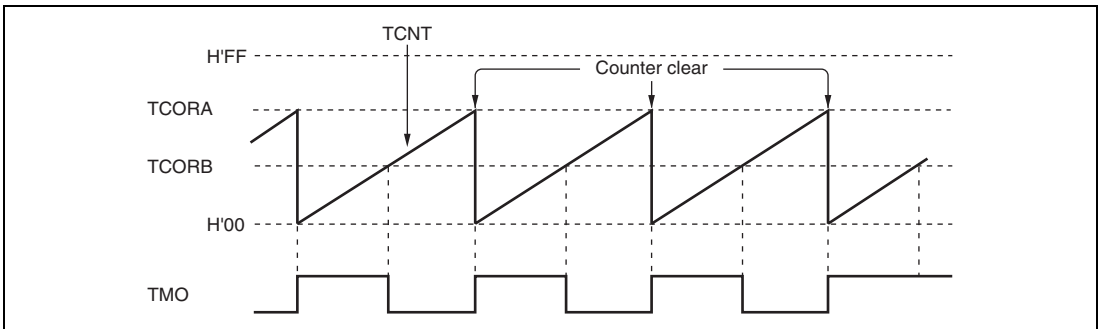 TCNT
H'FF
Counter clear
TCORA
TCORB
H'00
TMO